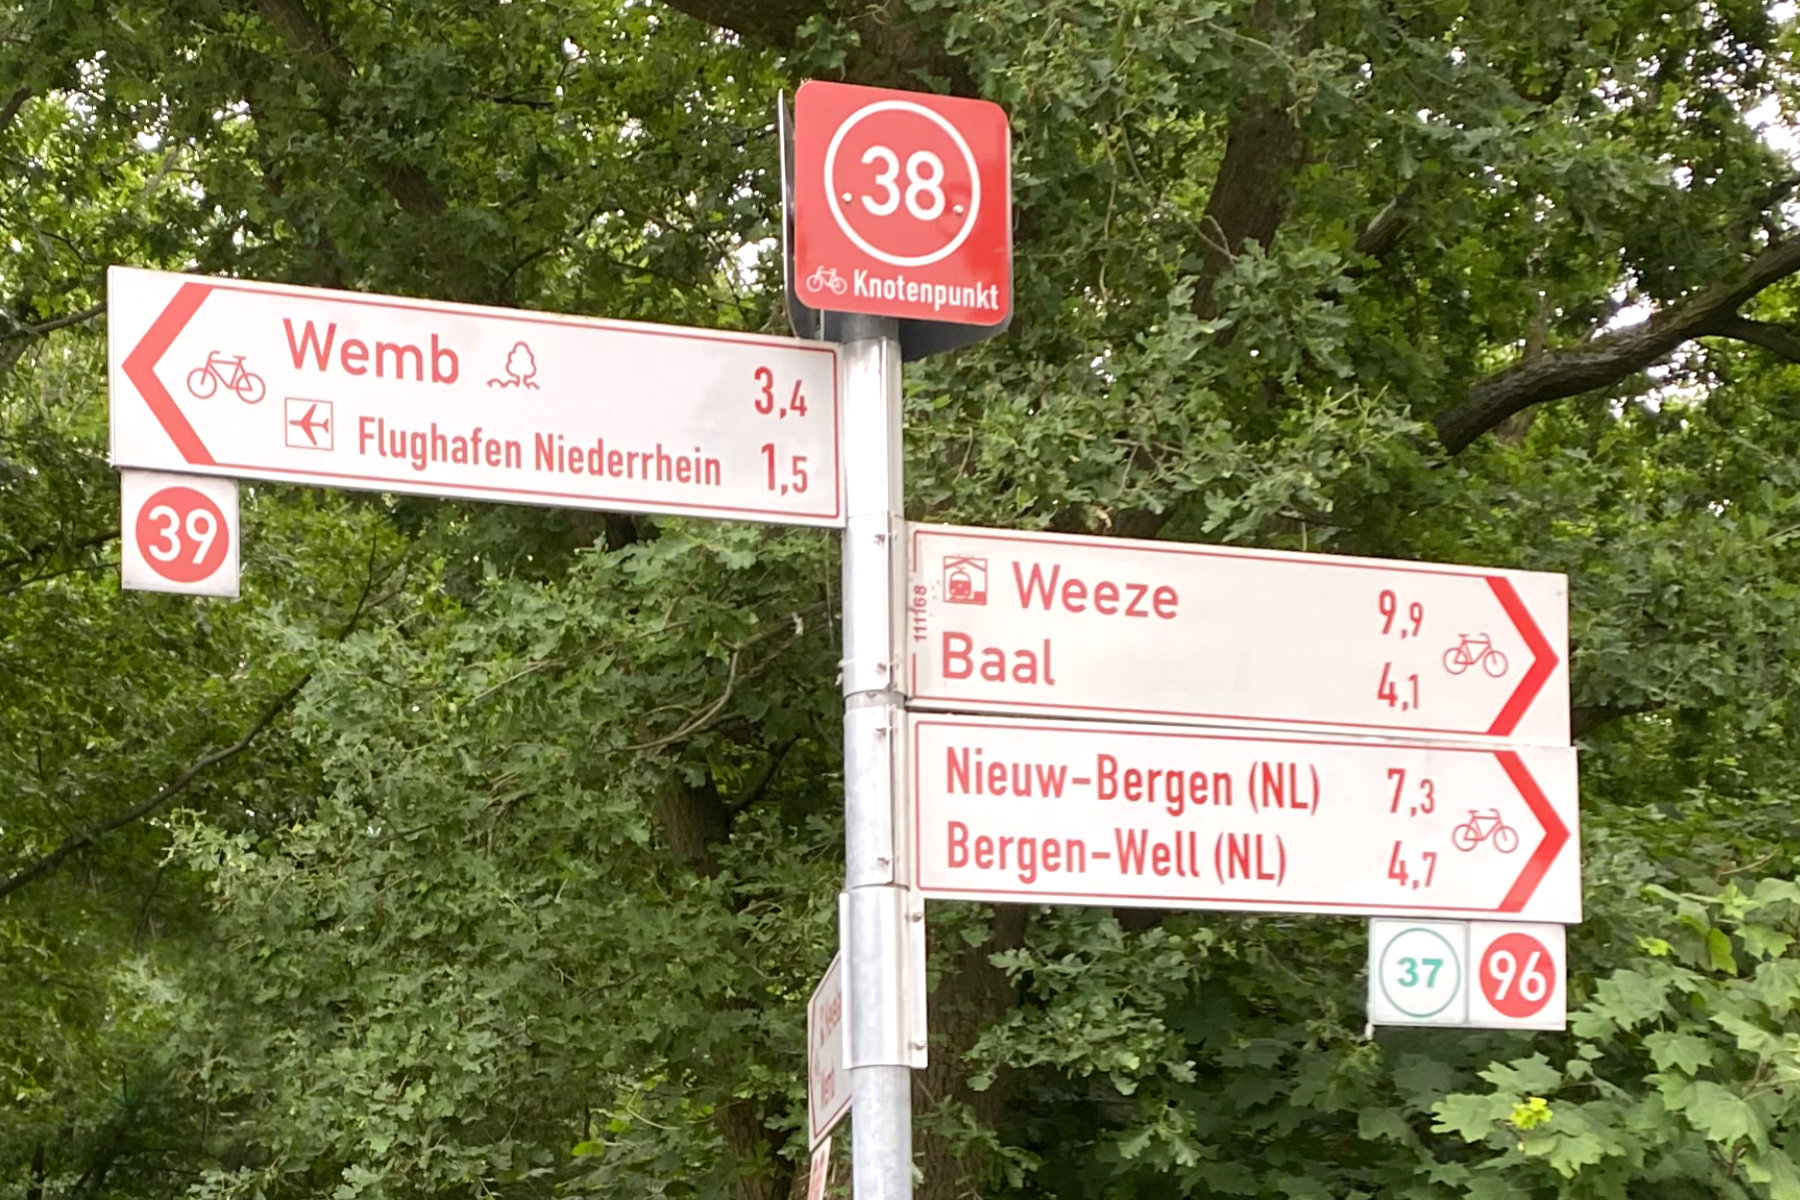 38
Knotenpunkt
Wemb 3,4
Flughafen Niederrhein 1,5
39
111168
Weeze 9,9
Baal 4,1
Nieuw-Bergen (NL) 7,3
Bergen-Well (NL) 4,7
37 96